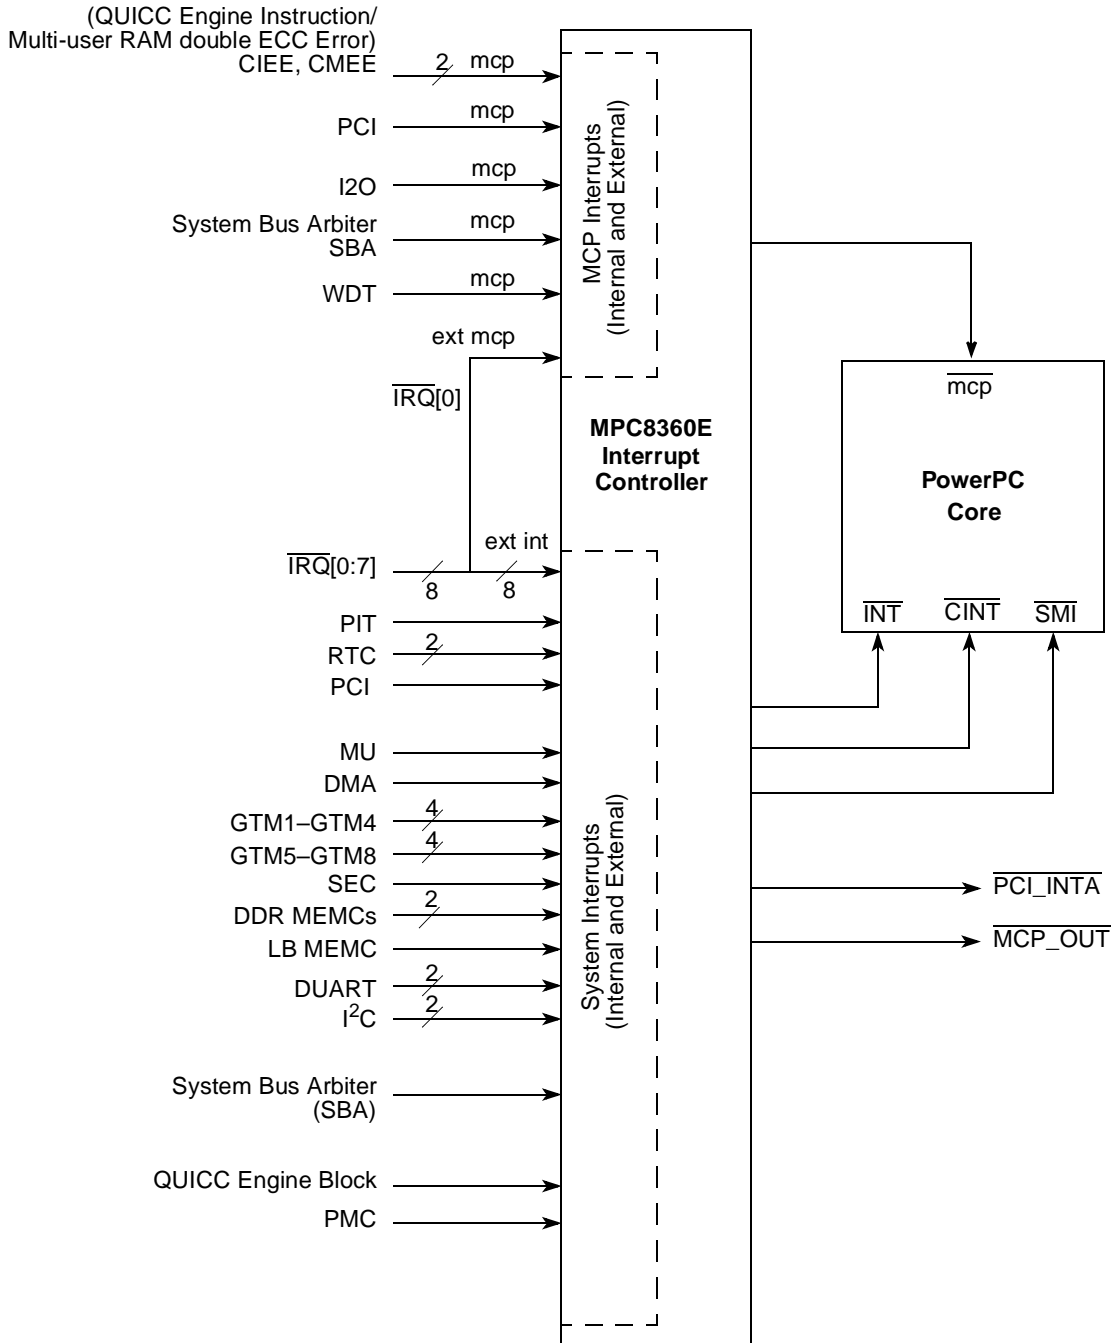 (QUICC Engine Instruction/
Multi-user RAM double ECC Error)
CIEE, CMEE
2
mcp
PCI
mcp
I2O
mcp
System Bus Arbiter
SBA
mcp
WDT
mcp
ext mcp
IRQ[0]
MCP Interrupts
(Internal and External)
MPC8360E
Interrupt
Controller
mcp
PowerPC
Core
INT
CINT
SMI
ext int
IRQ[0:7]
8
8
PIT
RTC
2
PCI
MU
DMA
GTM1–GTM4
4
GTM5–GTM8
4
SEC
DDR MEMCs
2
LB MEMC
DUART
2
I2C
2
System Bus Arbiter
(SBA)
QUICC Engine Block
PMC
System Interrupts
(Internal and External)
PCI_INTA
MCP_OUT